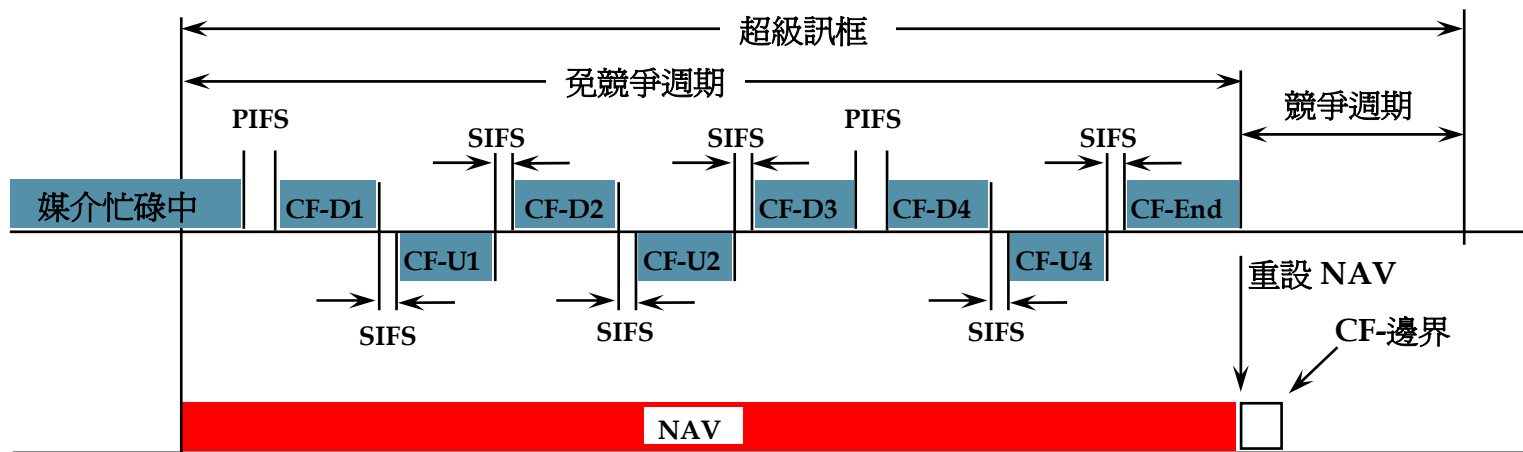 超級訊框
免競爭週期
競爭週期
PIFS
SIFS
SIFS
PIFS
SIFS
媒介忙碌中
CF-D1
CF-D2
CF-D3
CF-D4
CF-End
CF-U1
CF-U2
CF-U4
重設 NAV
SIFS
SIFS
SIFS
CF-邊界
NAV